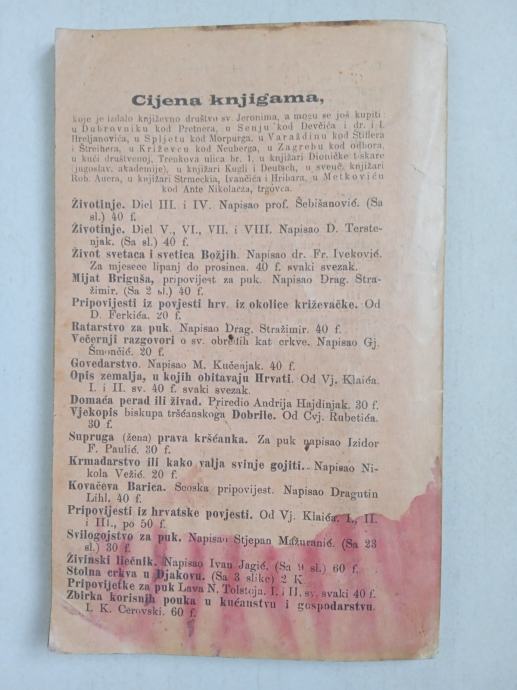 Cijena knjigama,
koje je izdalo književno društvo sv. Jeronima, a mogu se još kupiti:
u Dubrovniku kod Pretnera, u Senju kod Devčića i dr. i I.
Hreljanovića, u Spljetu kod Morpurga, u Varaždinu kod Štiflera
i Streihera, u Križevcu kod Neuberga, u Zagrebu kod odbora,
u kući društvenoj, Trenkova ulica br. 1, u knjižari Dioničke tiskare
(jugoslav. akademije), u knjižari Kugli i Deutsch, u sveuč. knjižari
Rob. Auera, u knjižari Strmeckia, Ivančića i Hribara, u Metkoviću
kod Ante Nikolacza, trgovca.
Životinje. Diel III. i IV. Napisao prof. Šebišanović. (Sa
sl.) 40 f.
Životinje. Diel V., VI., VII. i VIII. Napisao D. Terste-
njak. (Sa sl.) 40 f.
Život svetaca i svetica Božjih. Napisao dr. Fr. Iveković.
Za mjesece lipanj do prosinca. 40 f. svaki svezak.
Mijat Briguša, pripovijest za puk. Napisao Drag. Stra-
žimir. (Sa 2 sl.) 40 f.
Pripovijesti iz povjesti hrv. iz okolice križevačke. Od
D. Ferkića. 20 f.
Ratarstvo za puk. Napisao Drag. Stražimir. 40 f.
Večernji razgovori o sv. obredih kat crkve. Napisao Gj.
Šmončić. 20 f.
Govedarstvo. Napisao M. Kućenjak. 40 f.
Opis zemalja, u kojih obitavaju Hrvati. Od Vj. Klaića.
I. i II. sv. 40 f. svaki svezak.
Domaća perad ili živad. Priredio Andrija Hajdinjak. 30 f.
Vjekopis biskupa tršćanskoga Dobrile. Od Cvj. Rubetića.
30 f.
Supruga (žena) prava kršćanka. Za puk napisao Izidor
F. Paulić. 30 f.
Krmadarstvo ili kako valja svinje gojiti. Napisao Ni-
kola Vežić. 20 f.
Kovačeva Barica. Seoska pripovijest. Napisao Dragutin
Lihl. 40 f.
Pripovijesti iz hrvatske povjesti. Od Vj. Klaića. I., II.
i III., po 50 f.
Svilogojstvo za puk. Napisao Stjepan Mažuranić. (Sa 23
sl.) 30 f.
Živinski liečnik. Napisao Ivan Jagić. (Sa 9 sl.) 60 f.
Stolna crkva u Djakovu. (Sa 3 slike) 2 K.
Pripovijetke za puk Lava N. Tolstoja. I. i II. sv. svaki 40 f.
Zbirka korisnih pouka u kućanstvu i gospodarstvu.
I. K. Cerovski. 60 f.